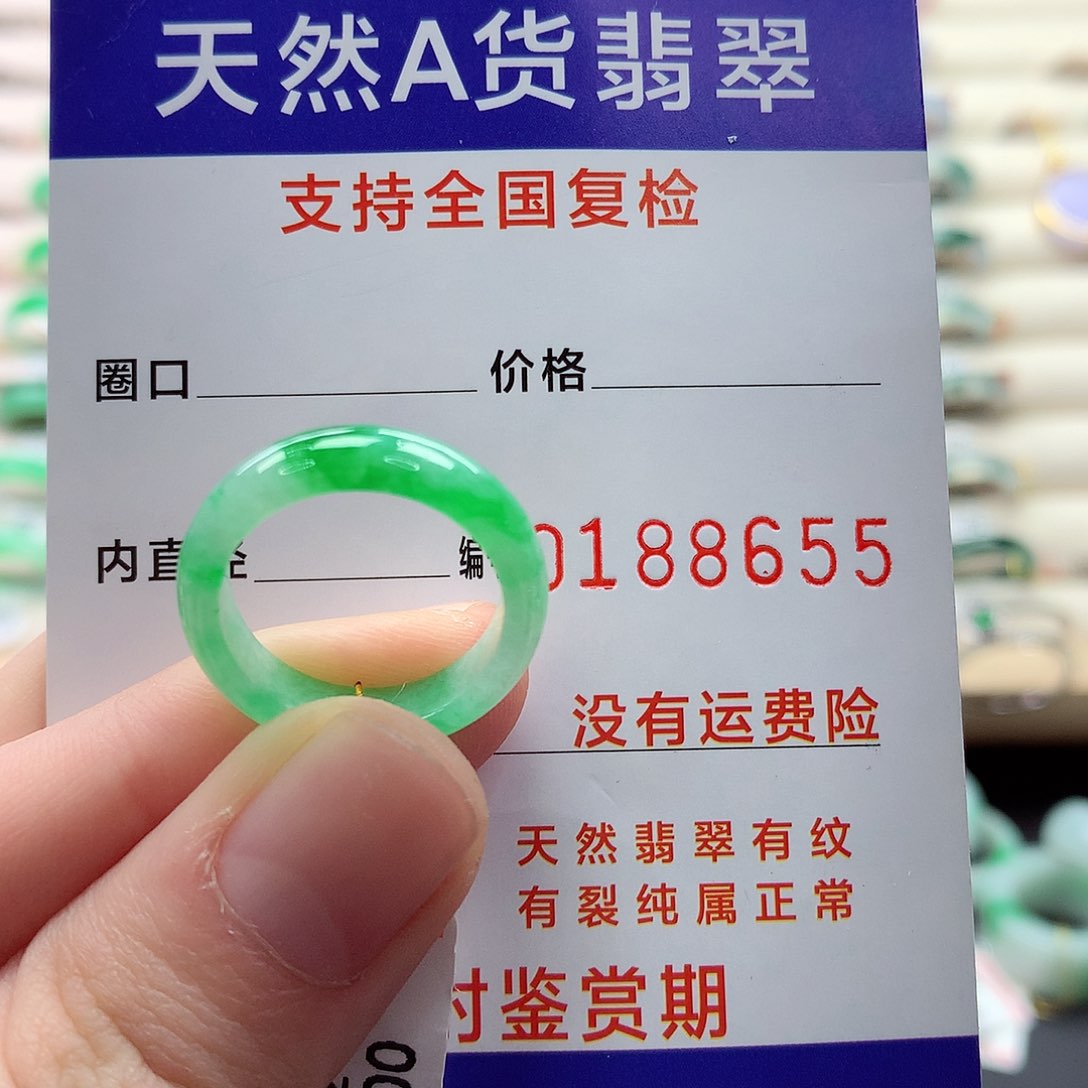 天然A货翡翠
支持全国复检
圈口 价格
内直 0188655
没有运费险
天然翡翠有纹
有裂纯属正常
时鉴赏期
00